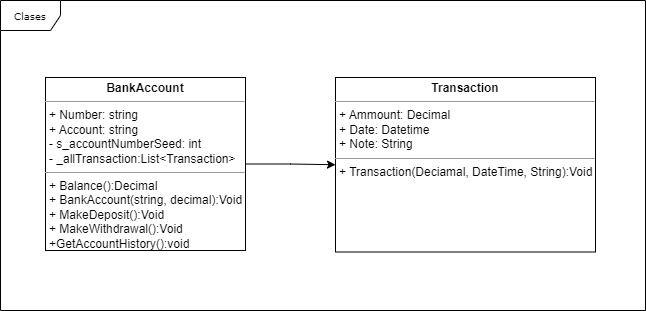 Clases
BankAccount
+ Number: string
+ Account: string
- s_accountNumberSeed: int
- _allTransaction:List<Transaction>
+ Balance():Decimal
+ BankAccount(string, decimal):Void
+ MakeDeposit():Void
+ MakeWithdrawal():Void
+GetAccountHistory():void
Transaction
+ Ammount: Decimal
+ Date: Datetime
+ Note: String
+ Transaction(Deciamal, DateTime, String):Void